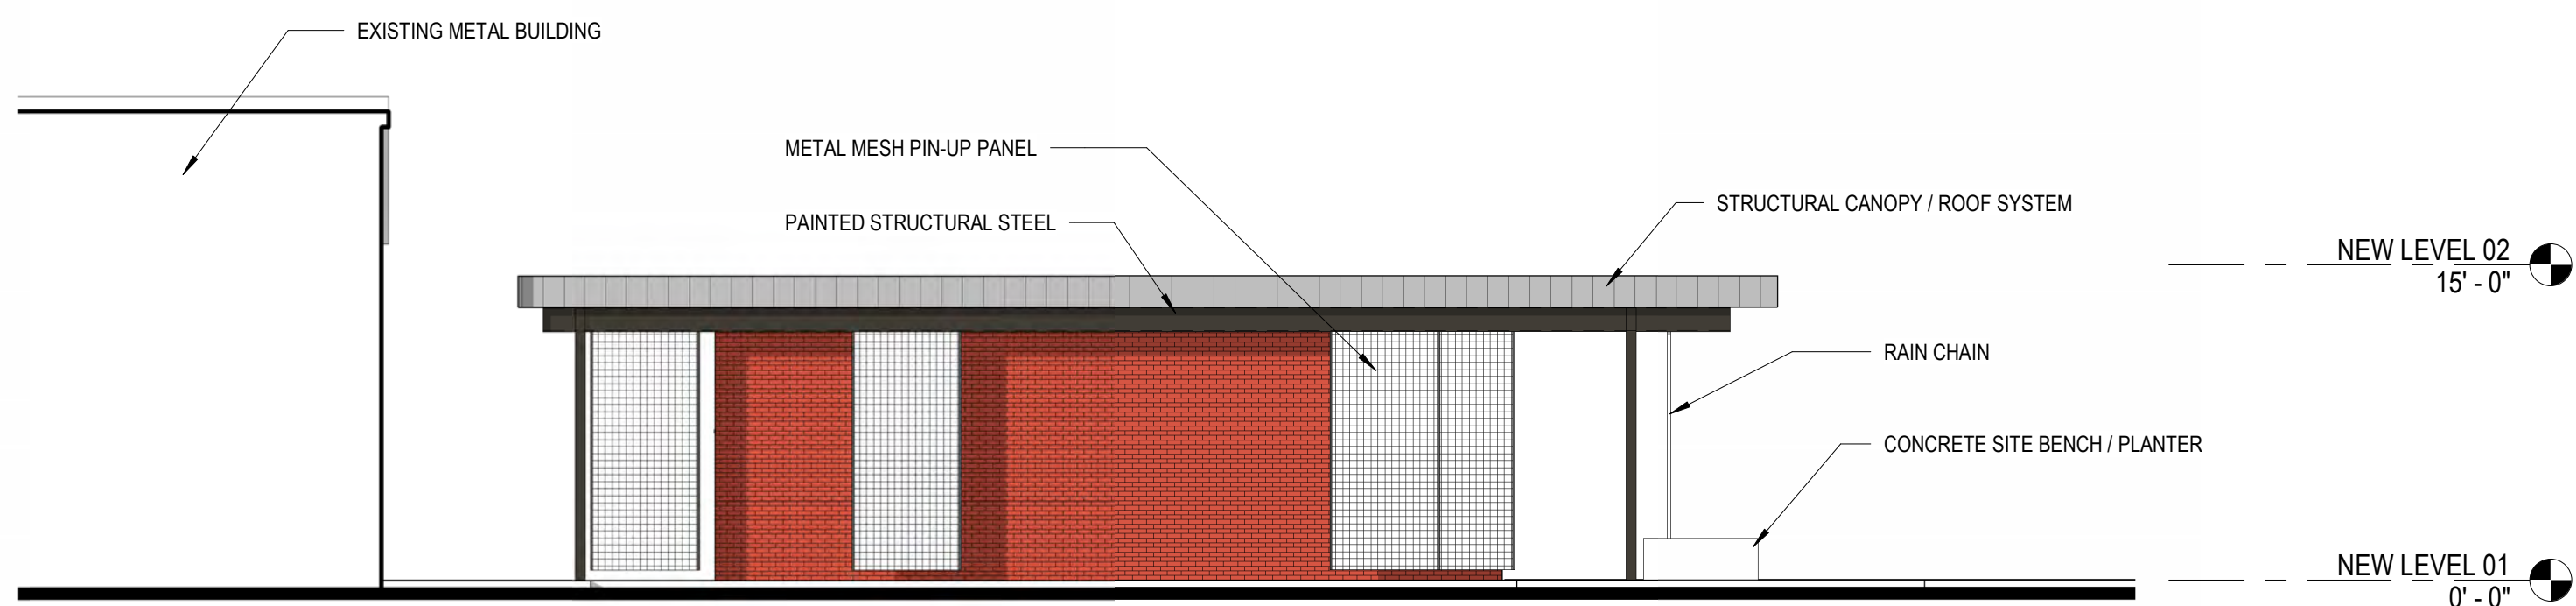 EXISTING METAL BUILDING
METAL MESH PIN-UP PANEL
STRUCTURAL CANOPY / ROOF SYSTEM
PAINTED STRUCTURAL STEEL
NEW LEVEL 02
15' - 0"
RAIN CHAIN
CONCRETE SITE BENCH / PLANTER
NEW LEVEL 01
0' - 0"